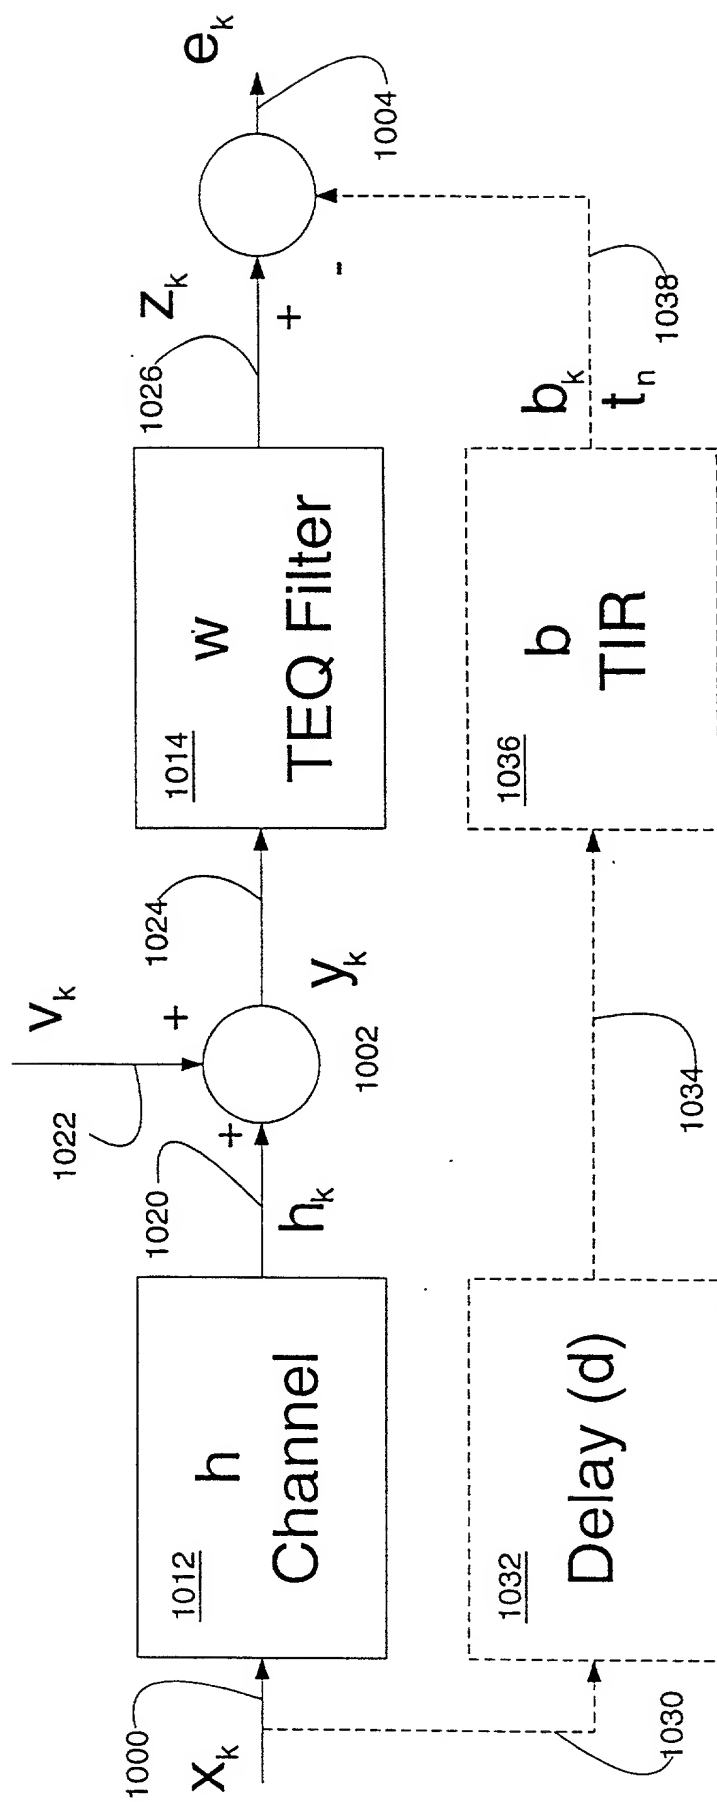 1000
x_k
1012
h
Channel
1020
h_k
1022
v_k
+
+
1002
y_k
1024
1014
w
TEQ Filter
1026
z_k
+
-
e_k
1004
1030
1032
Delay (d)
1034
1036
b
TIR
b_k
t_n
1038